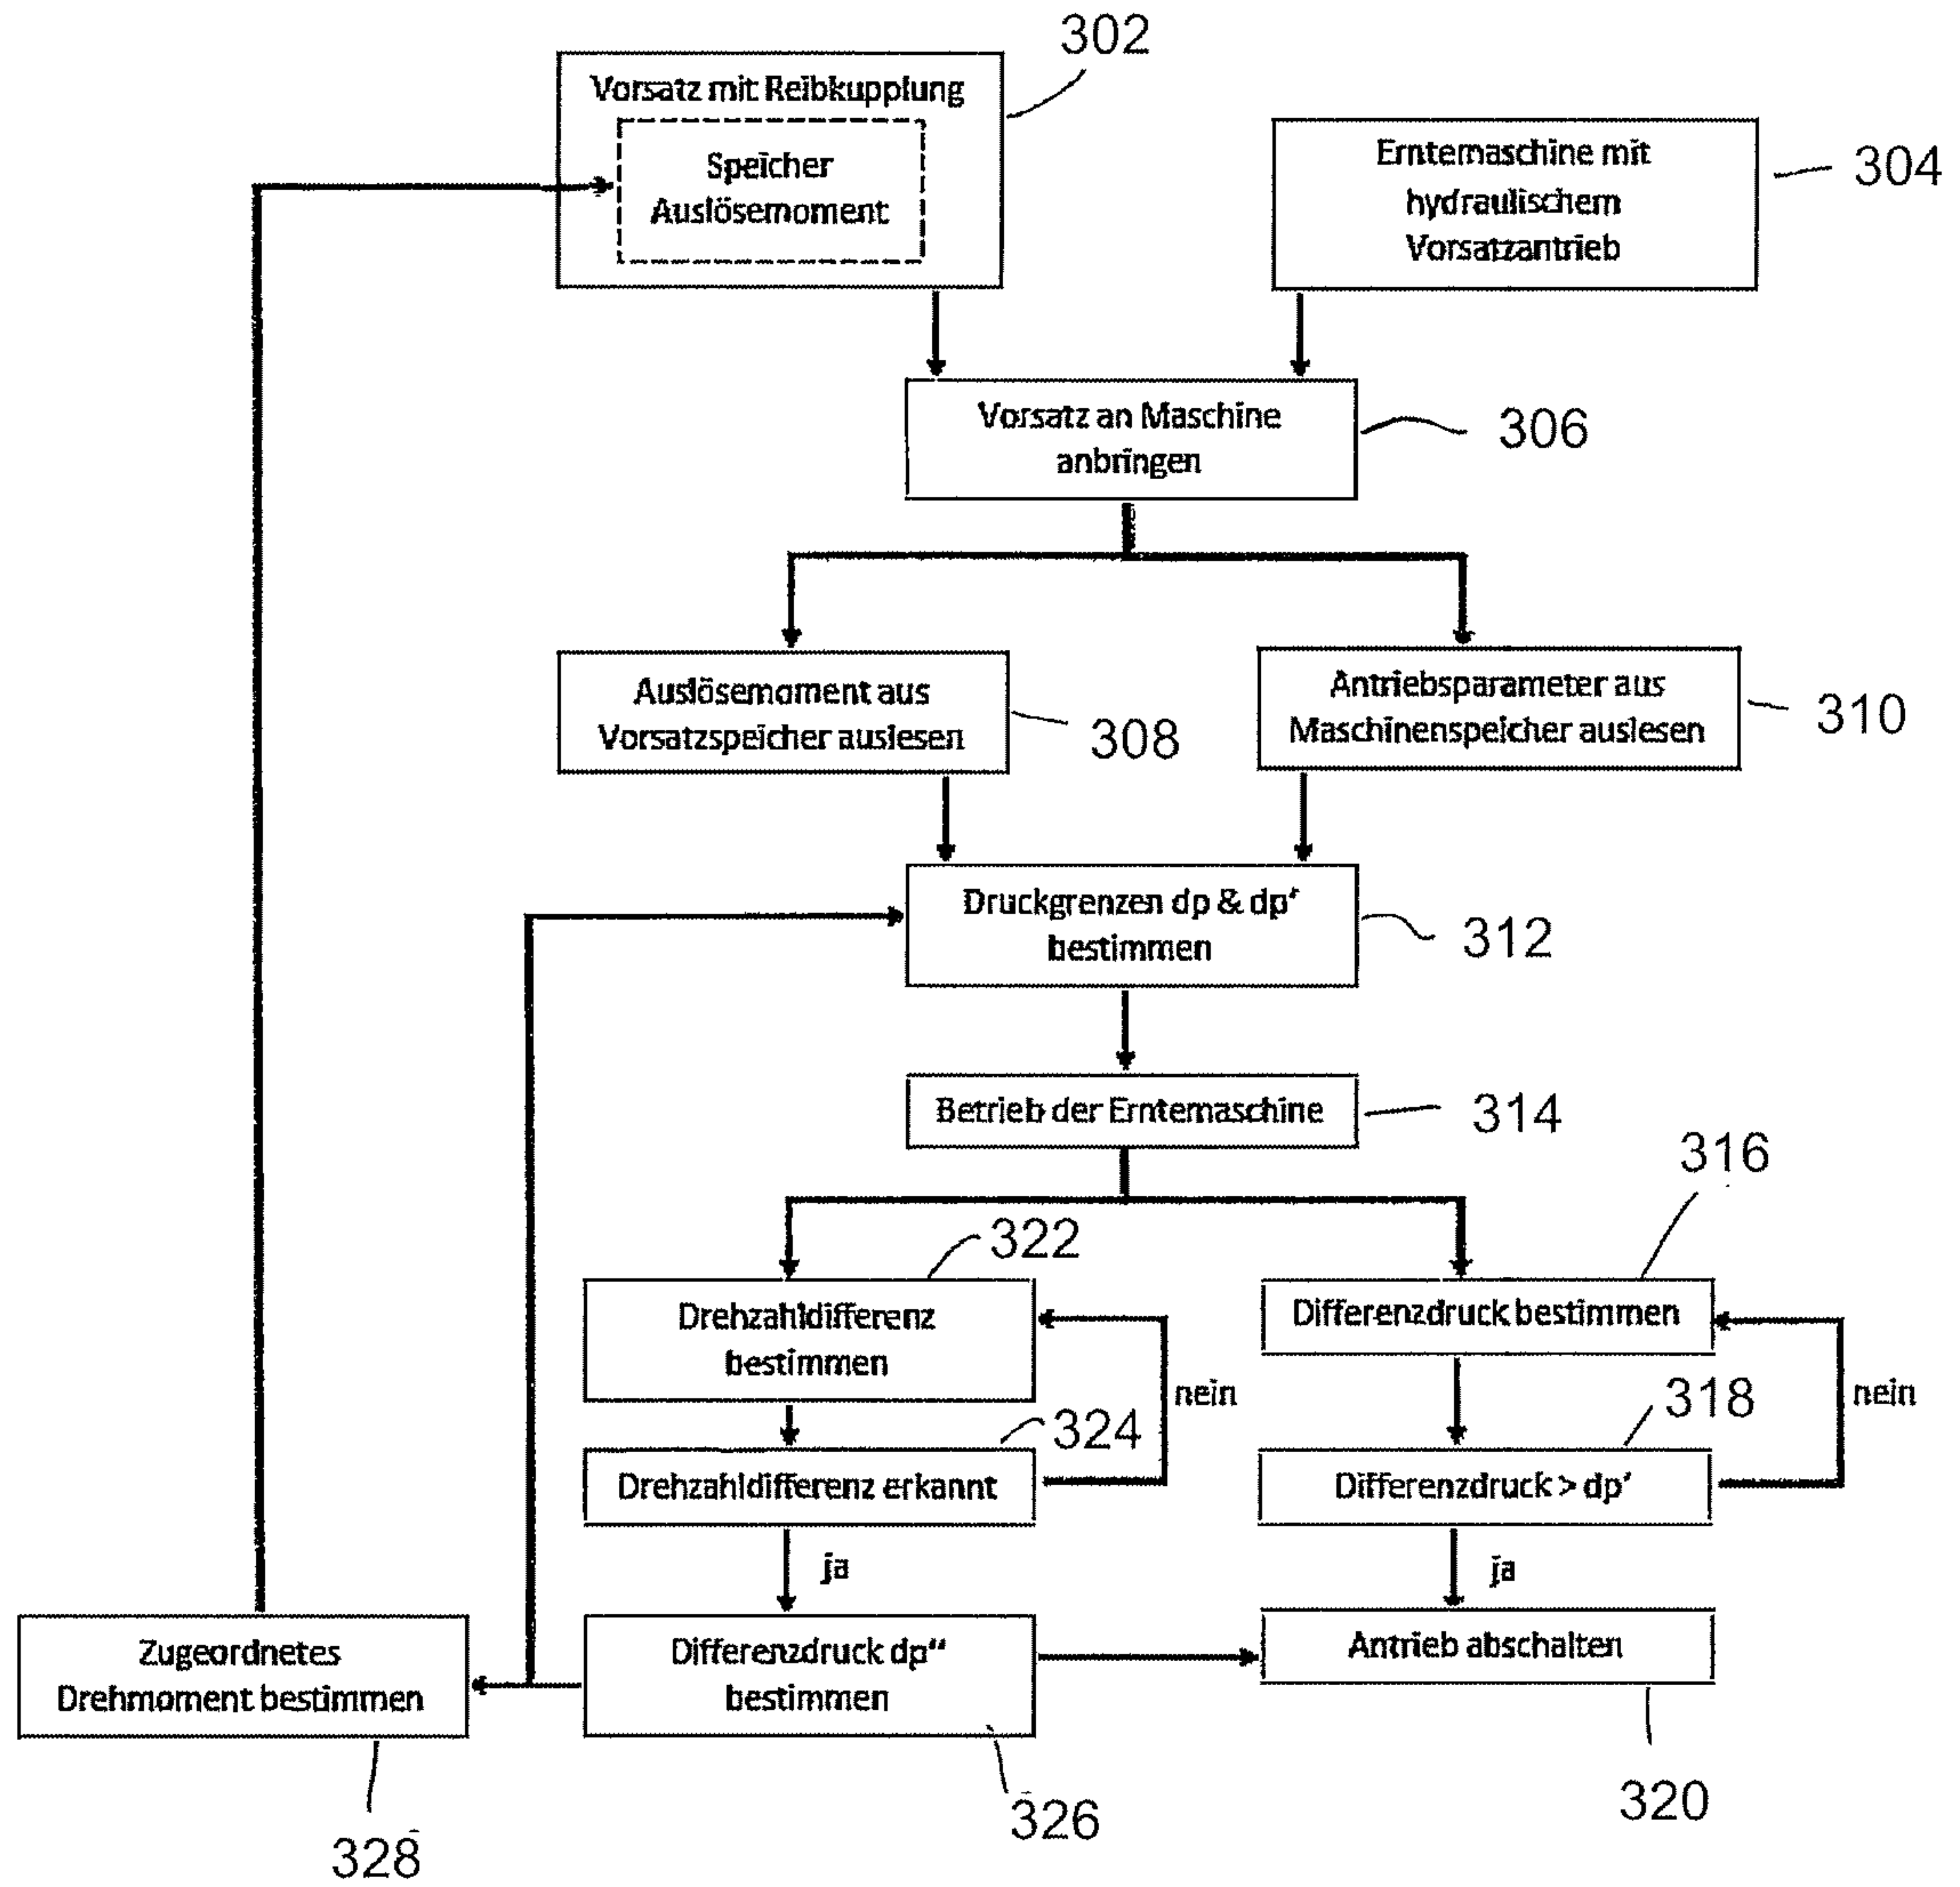 302
Vorsatz mit Reibkupplung
Speicher
Auslösemoment
Erntemaschine mit
hydraulischem
Vorsatzantrieb
304
Vorsatz an Maschine
anbringen
306
Auslösemoment aus
Vorsatzspeicher auslesen
308
Antriebsparameter aus
Maschinenspeicher auslesen
310
Druckgrenzen dp & dp‘
bestimmen
312
Betrieb der Erntemaschine
314
316
322
Drehzahldifferenz
bestimmen
Differenzdruck bestimmen
nein
nein
324
318
Drehzahldifferenz erkannt
Differenzdruck > dp‘
ja
ja
Zugeordnetes
Drehmoment bestimmen
Differenzdruck dp“
bestimmen
Antrieb abschalten
328
326
320